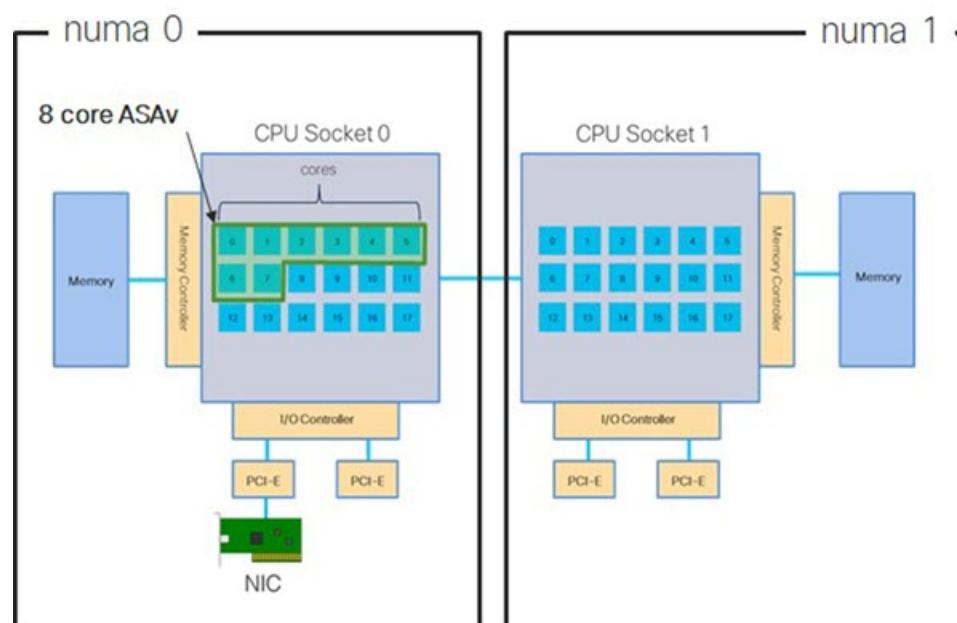 numa 0
numa 1
8 core ASAv
CPU Socket 0
CPU Socket 1
cores
0 1 2 3 4 5
6 7 8 9 10 11
12 13 14 15 16 17
0 1 2 3 4 5
6 7 8 9 10 11
12 13 14 15 16 17
Memory
Memory Controller
Memory Controller
Memory
I/O Controller
I/O Controller
PCI-E
PCI-E
PCI-E
PCI-E
NIC